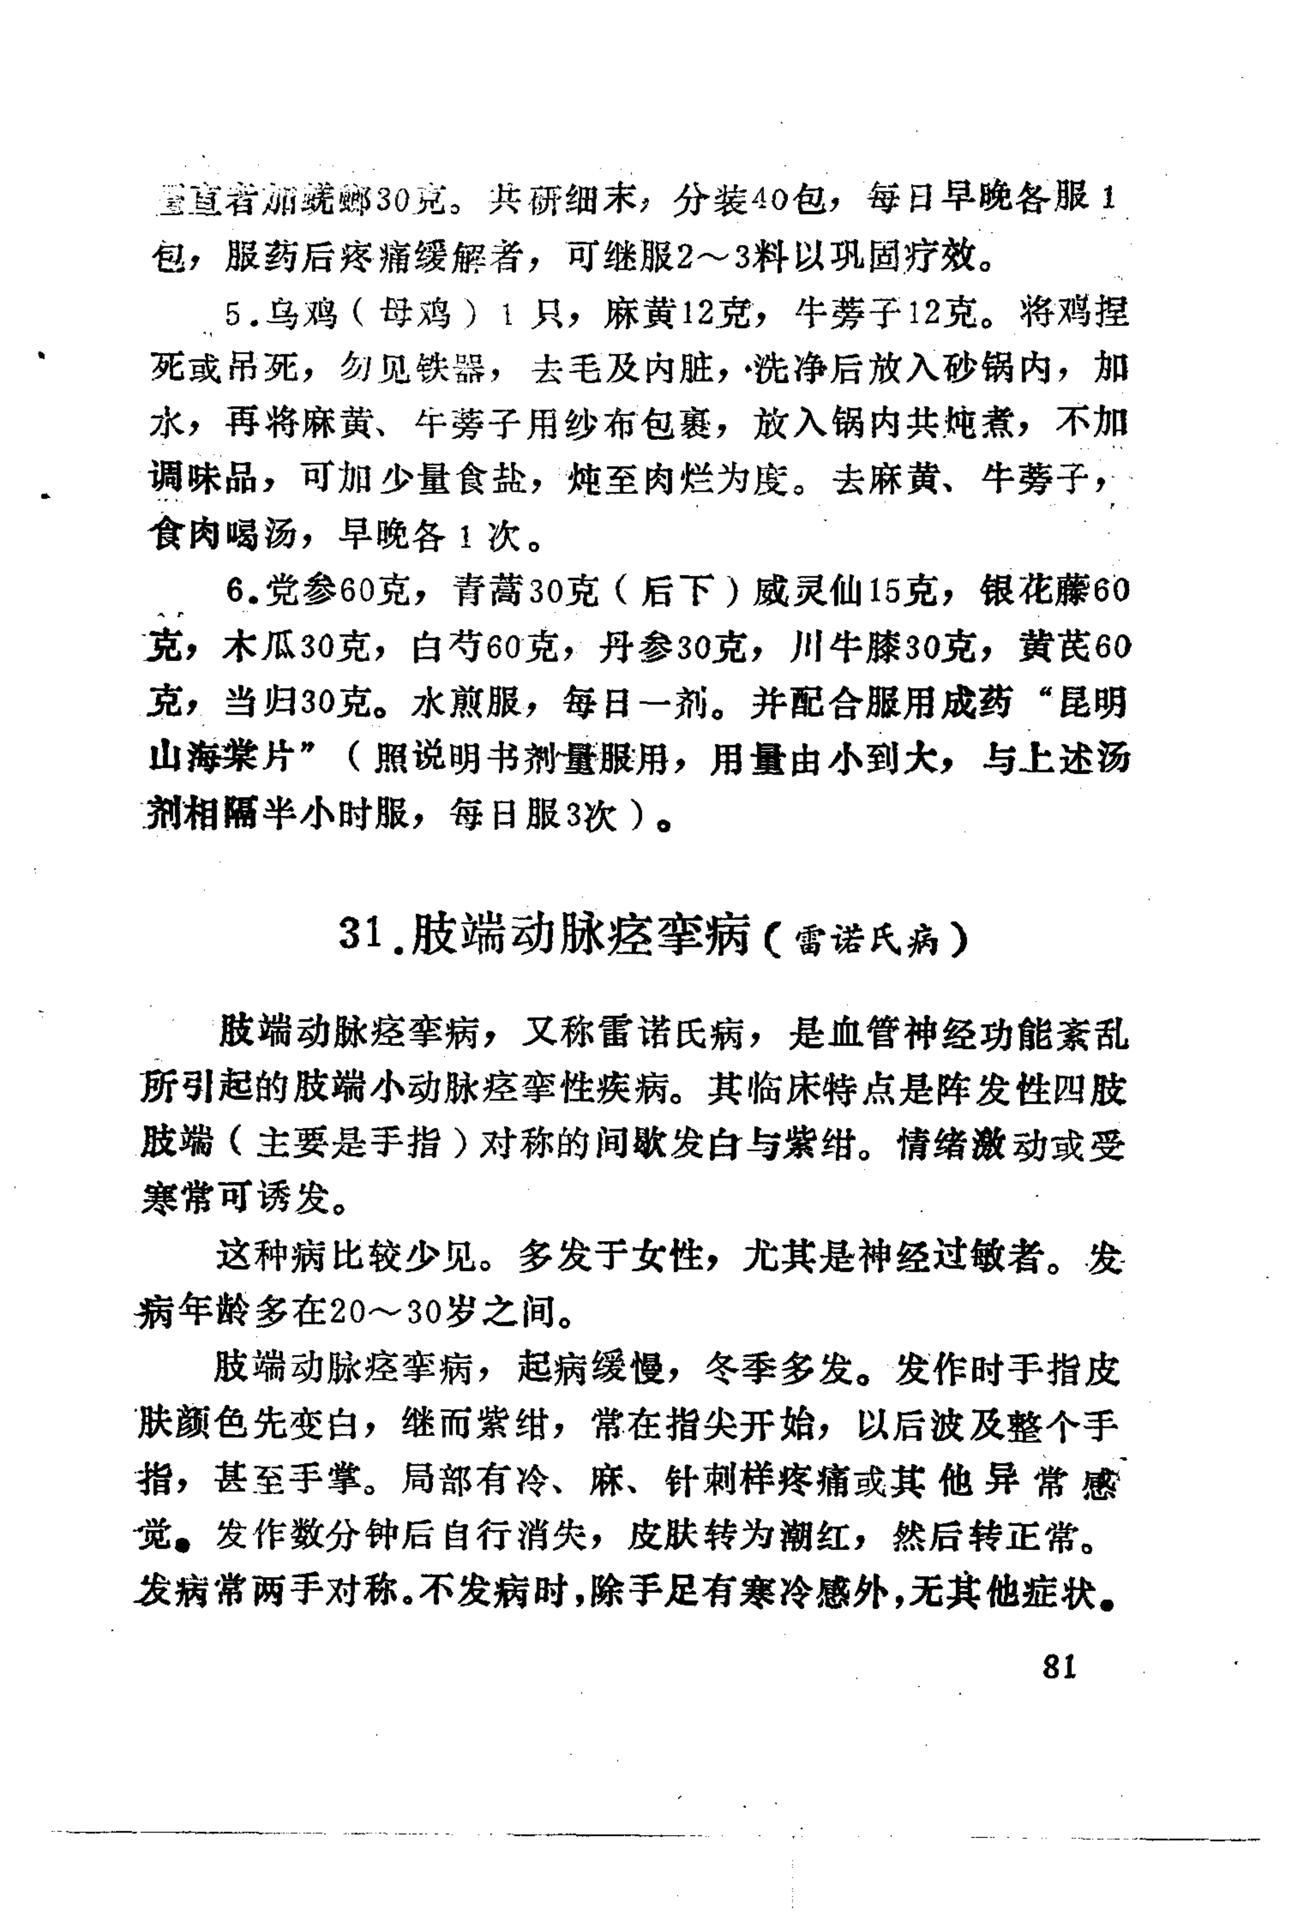 者加蜣螂30克。共研细末，分装40包，每日早晚各服1
包，服药后疼痛缓解者，可继服2～3料以巩固疗效。
5.乌鸡（母鸡）1只，麻黄12克，牛蒡子12克。将鸡捏
死或吊死，勿见铁器，去毛及内脏，洗净后放入砂锅内，加
水，再将麻黄、牛蒡子用纱布包裹，放入锅内共炖煮，不加
调味品，可加少量食盐，炖至肉烂为度。去麻黄、牛蒡子，
食肉喝汤，早晚各1次。
6.党参60克，青蒿30克（后下）威灵仙15克，银花藤60
克，木瓜30克，白芍60克，丹参30克，川牛膝30克，黄芪60
克，当归30克。水煎服，每日一剂。并配合服用成药“昆明
山海棠片”（照说明书剂量服用，用量由小到大，与上述汤
剂相隔半小时服，每日服3次）。
31.肢端动脉痉挛病（雷诺氏病）
肢端动脉痉挛病，又称雷诺氏病，是血管神经功能紊乱
所引起的肢端小动脉痉挛性疾病。其临床特点是阵发性四肢
肢端（主要是手指）对称的间歇发白与紫绀。情绪激动或受
寒常可诱发。
这种病比较少见。多发于女性，尤其是神经过敏者。发
病年龄多在20～30岁之间。
肢端动脉痉挛病，起病缓慢，冬季多发。发作时手指皮
肤颜色先变白，继而紫绀，常在指尖开始，以后波及整个手
指，甚至手掌。局部有冷、麻、针刺样疼痛或其他异常感
觉。发作数分钟后自行消失，皮肤转为潮红，然后转正常。
发病常两手对称。不发病时，除手足有寒冷感外，无其他症状。
81